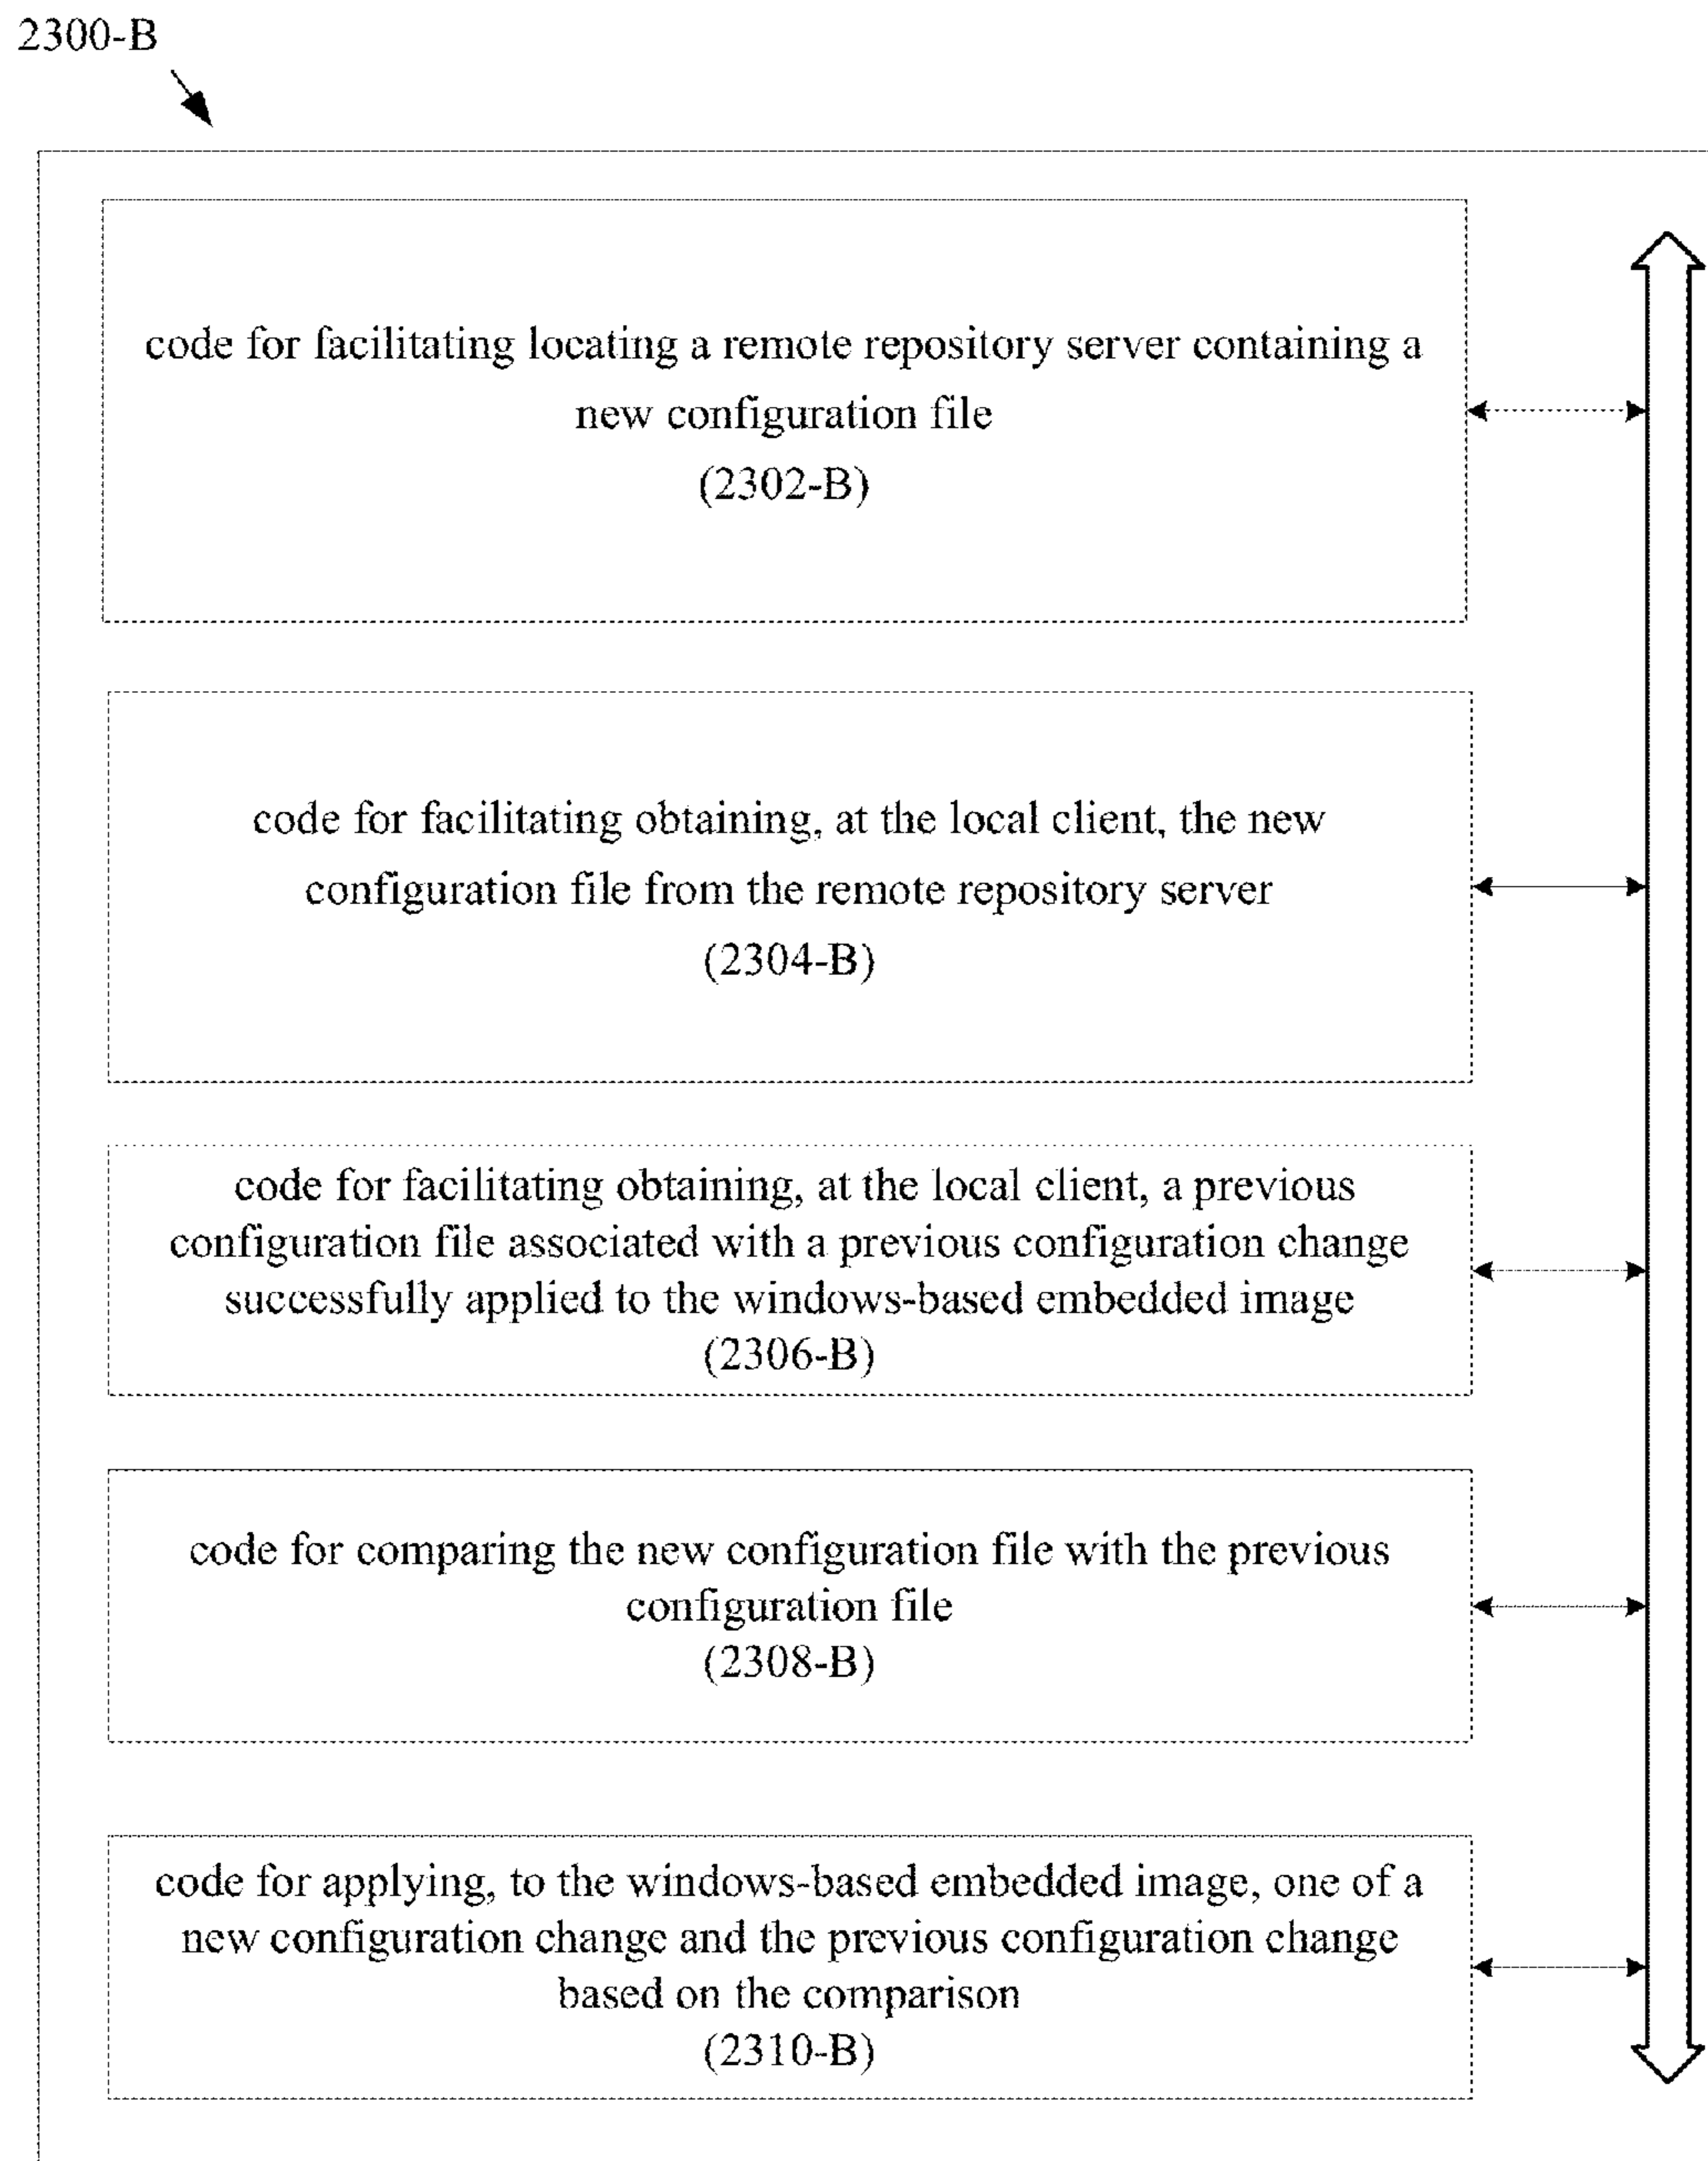 2300-B
code for facilitating locating a remote repository server containing a
new configuration file
(2302-B)
code for facilitating obtaining, at the local client, the new
configuration file from the remote repository server
(2304-B)
code for facilitating obtaining, at the local client, a previous
configuration file associated with a previous configuration change
successfully applied to the windows-based embedded image
(2306-B)
code for comparing the new configuration file with the previous
configuration file
(2308-B)
code for applying, to the windows-based embedded image, one of a
new configuration change and the previous configuration change
based on the comparison
(2310-B)